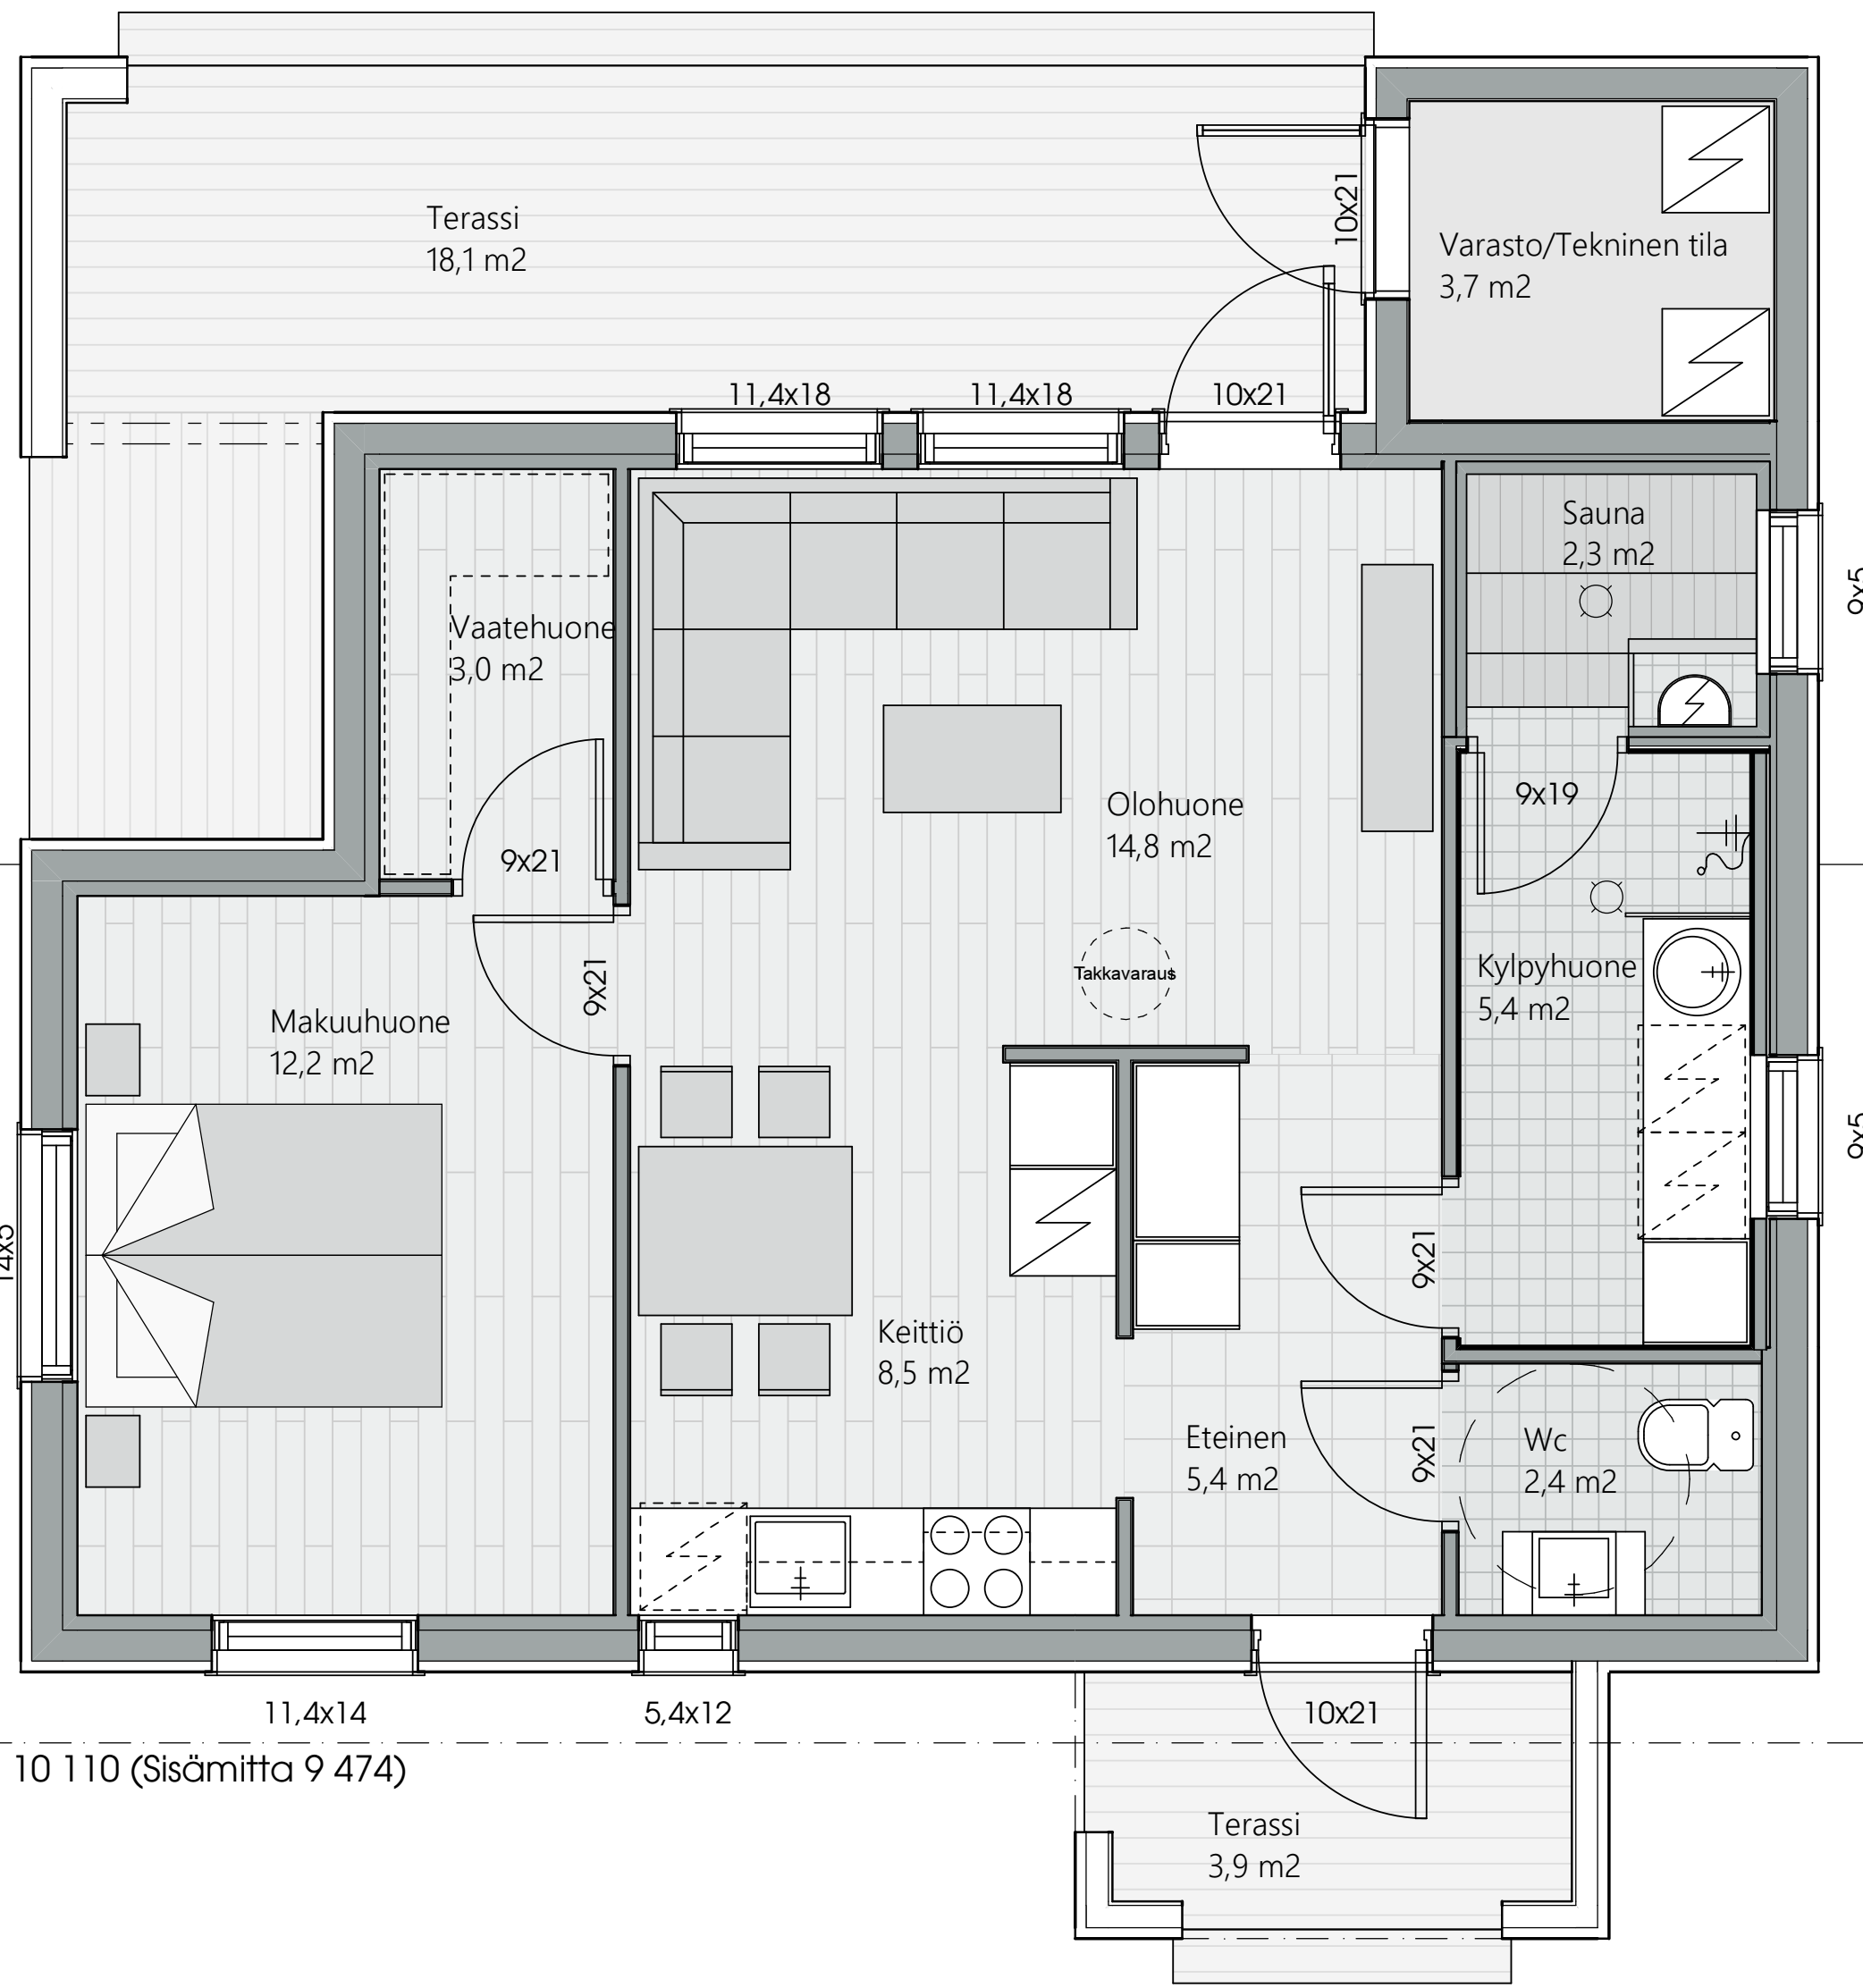 Terassi
18,1 m2
10x21
Varasto/Tekninen tila
3,7 m2
11,4x18
11,4x18
10x21
Sauna
2,3 m2
9x5
Vaatehuone
3,0 m2
9x21
Olohuone
14,8 m2
9x19
Takkavaraus
9x21
Kylpyhuone
5,4 m2
Makuuhuone
12,2 m2
9x5
14x5
9x21
Keittiö
8,5 m2
Eteinen
5,4 m2
9x21
Wc
2,4 m2
11,4x14
5,4x12
10x21
10 110 (Sisämitta 9 474)
Terassi
3,9 m2